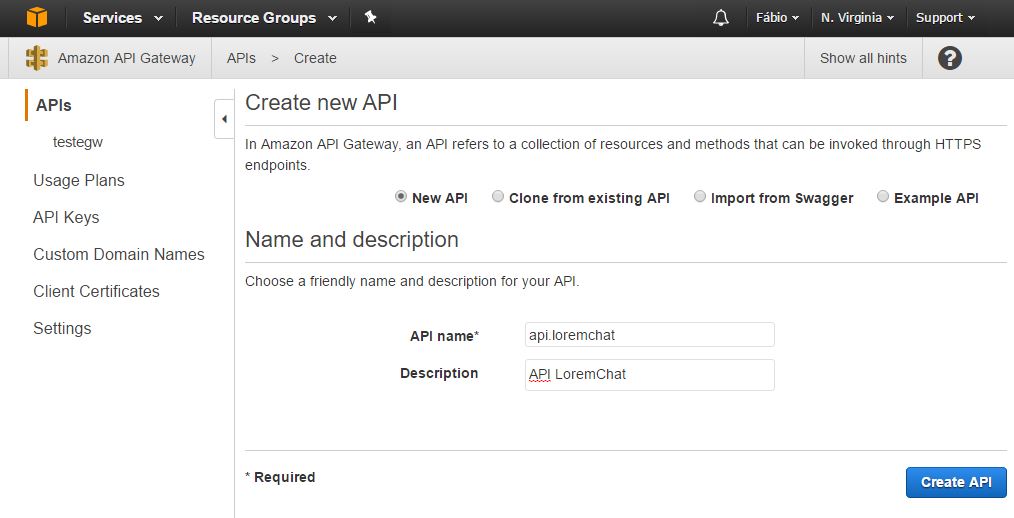 Services Resource Groups Fábio N. Virginia Support
Amazon API Gateway APIs > Create Show all hints ?
APIs
testegw
Usage Plans
API Keys
Custom Domain Names
Client Certificates
Settings
Create new API
In Amazon API Gateway, an API refers to a collection of resources and methods that can be invoked through HTTPS
endpoints.
New API Clone from existing API Import from Swagger Example API
Name and description
Choose a friendly name and description for your API.
API name* api.loremchat
Description API LoremChat
* Required Create API